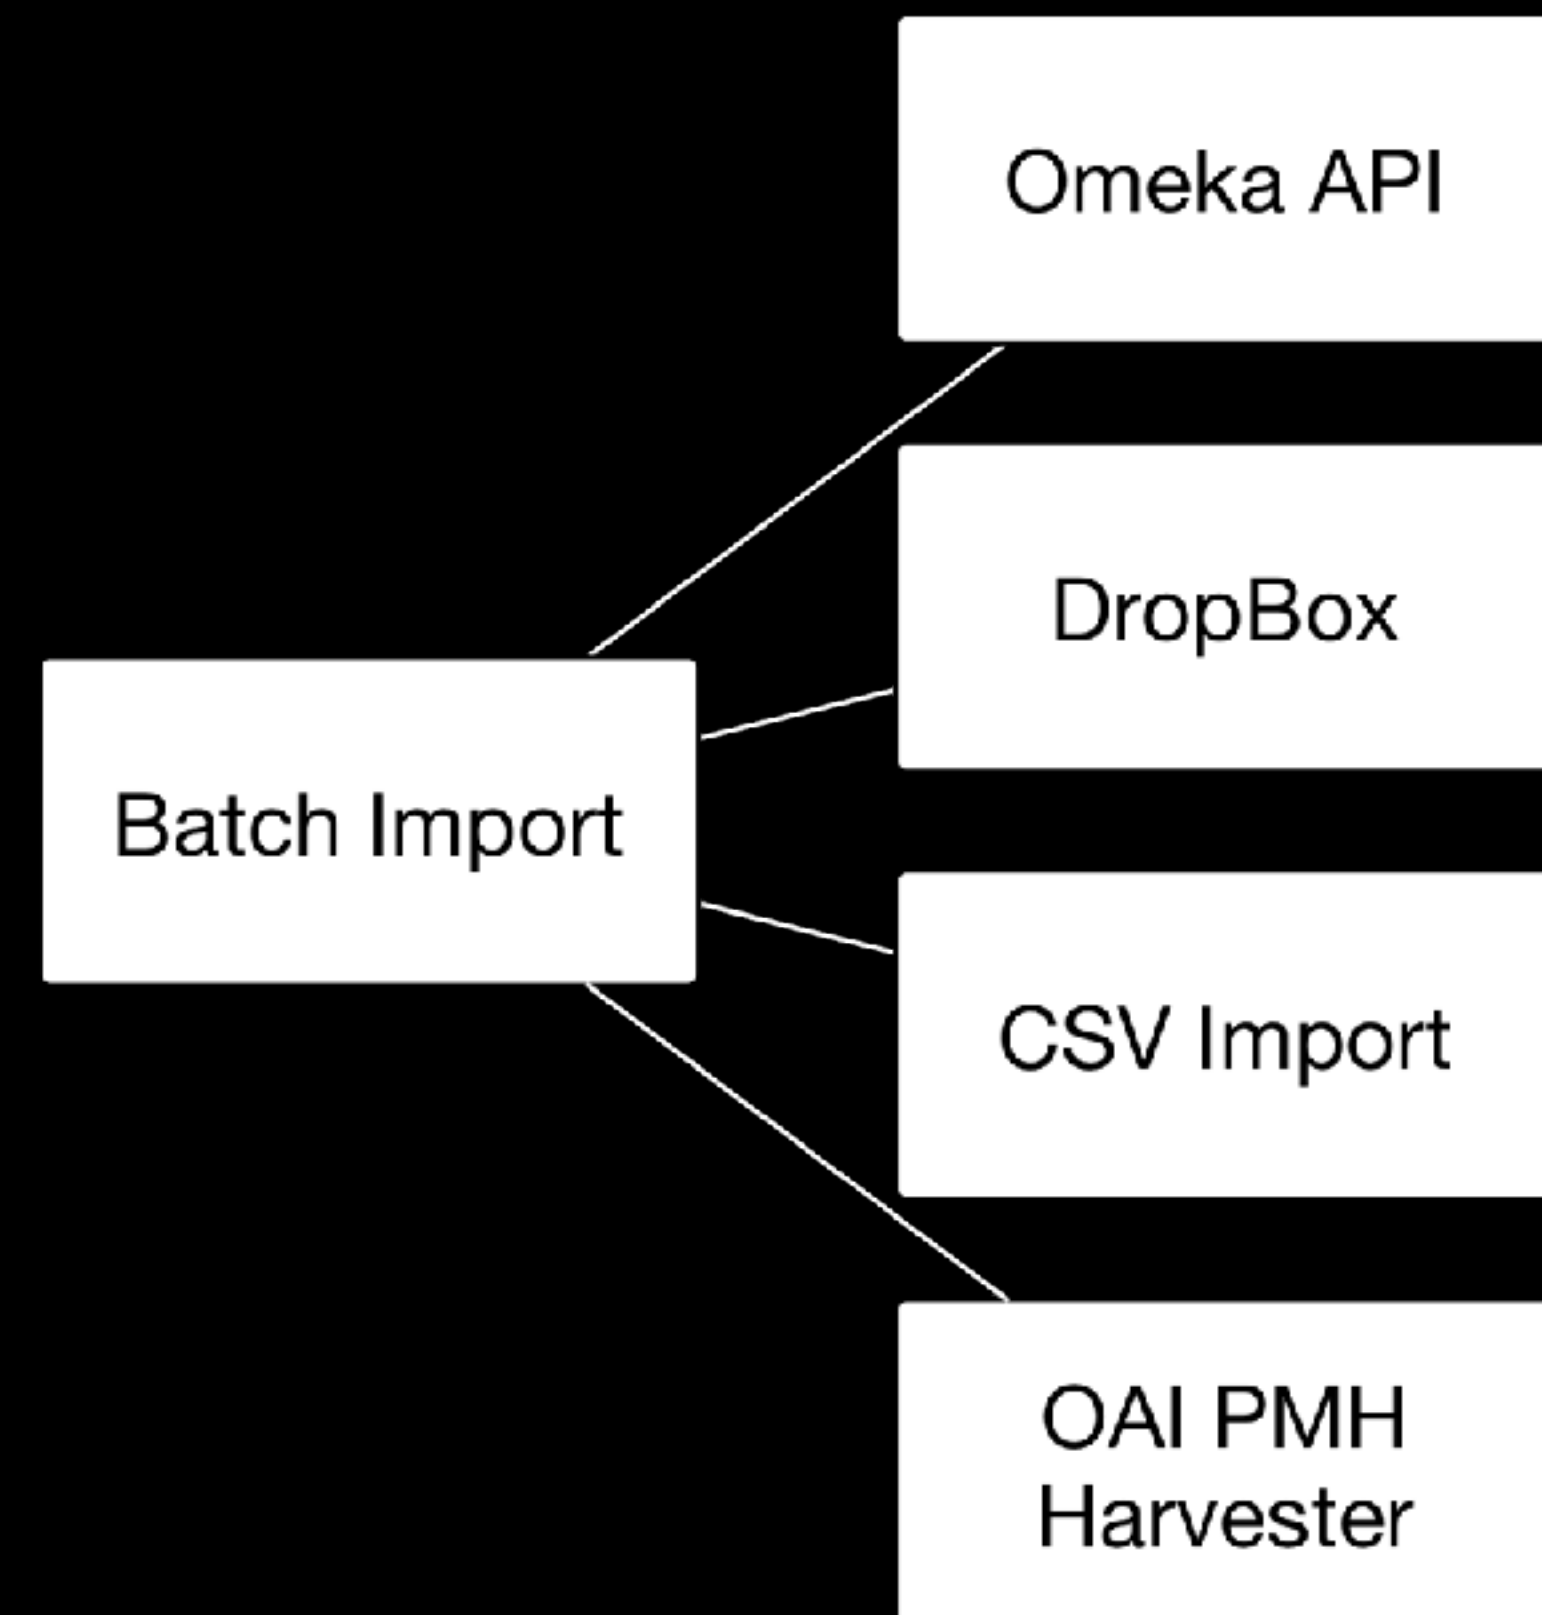 Omeka API
DropBox
Batch Import
CSV Import
OAI PMH
Harvester